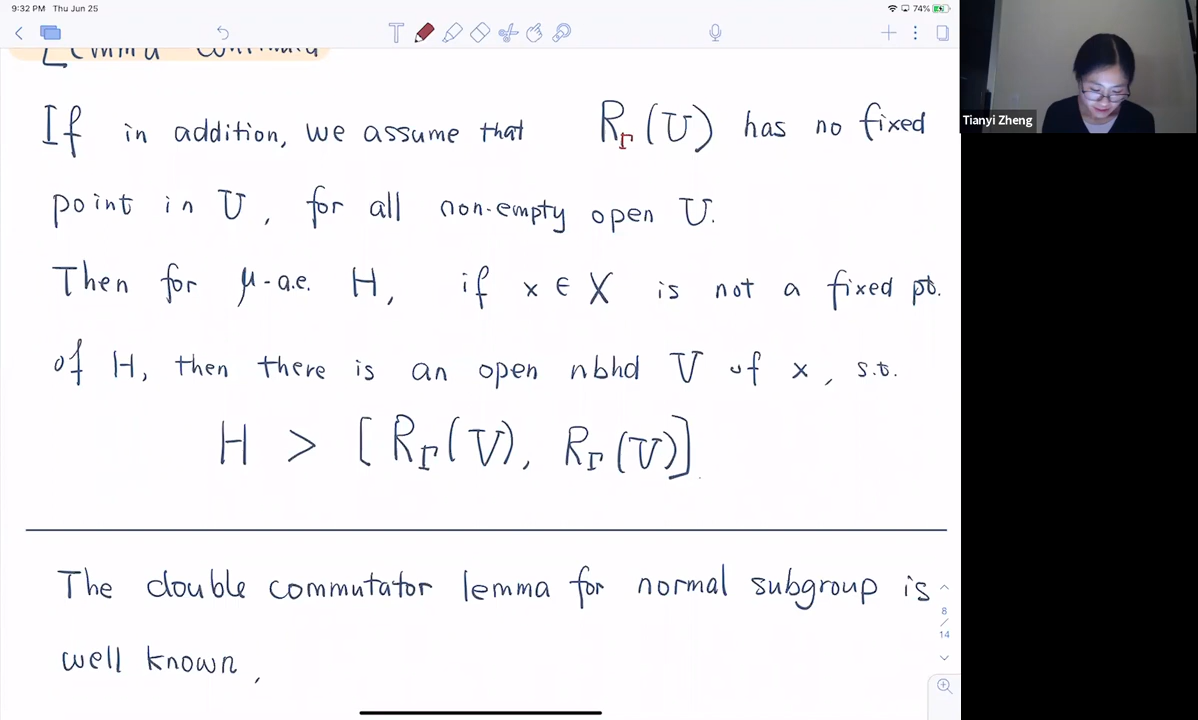 9:32 PM Thu Jun 25
74%
Lemma continued
If in addition, we assume that R_Γ(U) has no fixed
point in U, for all non-empty open U.
Then for μ-a.e. H, if x ∈ X is not a fixed pt.
of H, then there is an open nbhd V of x, s.t.
H > [R_Γ(V), R_Γ(V)]
The double commutator lemma for normal subgroup is
well known,
8
/
14
Tianyi Zheng